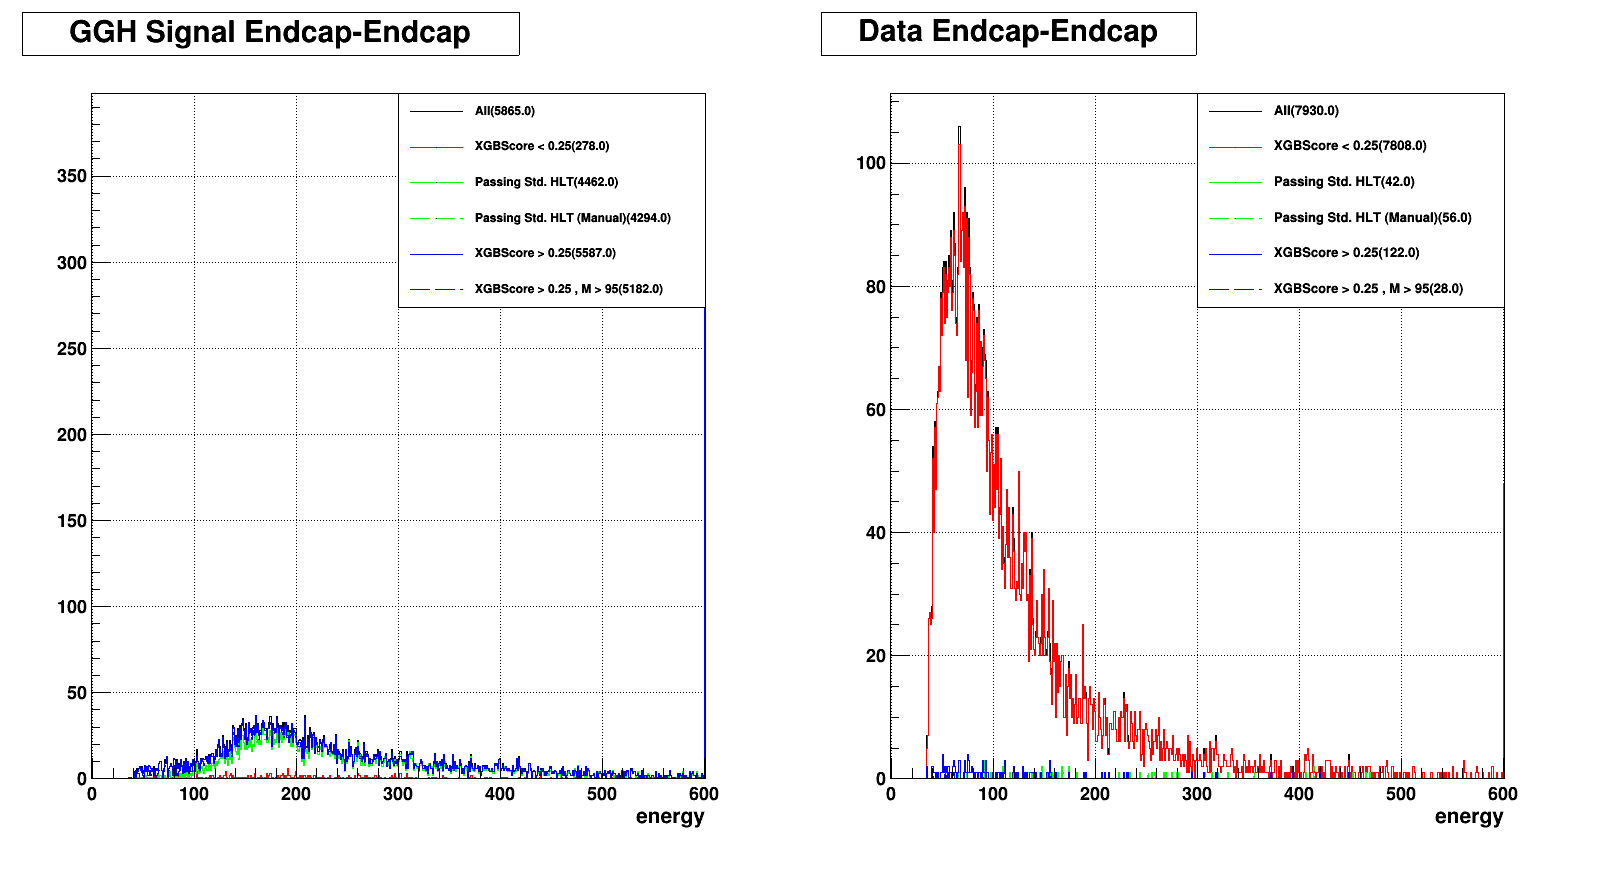 GGH Signal Endcap-Endcap
All(5865.0)
XGBScore < 0.25(278.0)
Passing Std. HLT(4462.0)
Passing Std. HLT (Manual)(4294.0)
XGBScore > 0.25(5587.0)
XGBScore > 0.25 , M > 95(5182.0)
350
300
250
200
150
100
50
0
0 100 200 300 400 500 600
energy
Data Endcap-Endcap
All(7930.0)
XGBScore < 0.25(7808.0)
Passing Std. HLT(42.0)
Passing Std. HLT (Manual)(56.0)
XGBScore > 0.25(122.0)
XGBScore > 0.25 , M > 95(28.0)
100
80
60
40
20
0
0 100 200 300 400 500 600
energy